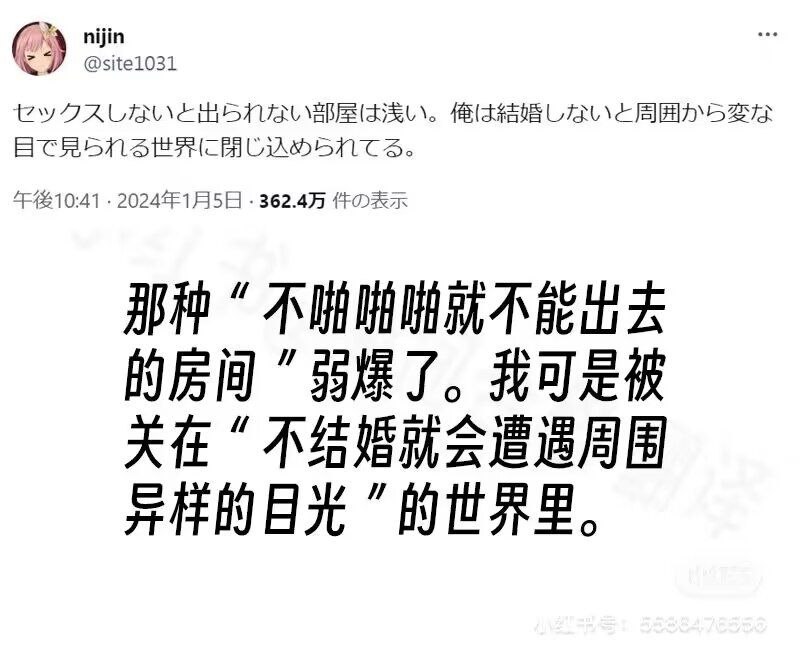 nijin
@site1031
セックスしないと出られない部屋は浅い。俺は結婚しないと周囲から変な
目で見られる世界に閉じ込められてる。
午後10:41 · 2024年1月5日 · 362.4万 件の表示
那种“不啪啪啪就不能出去
的房间”弱爆了。我可是被
关在“不结婚就会遭遇周围
异样的目光”的世界里。
翻译
小红书号：5588476556